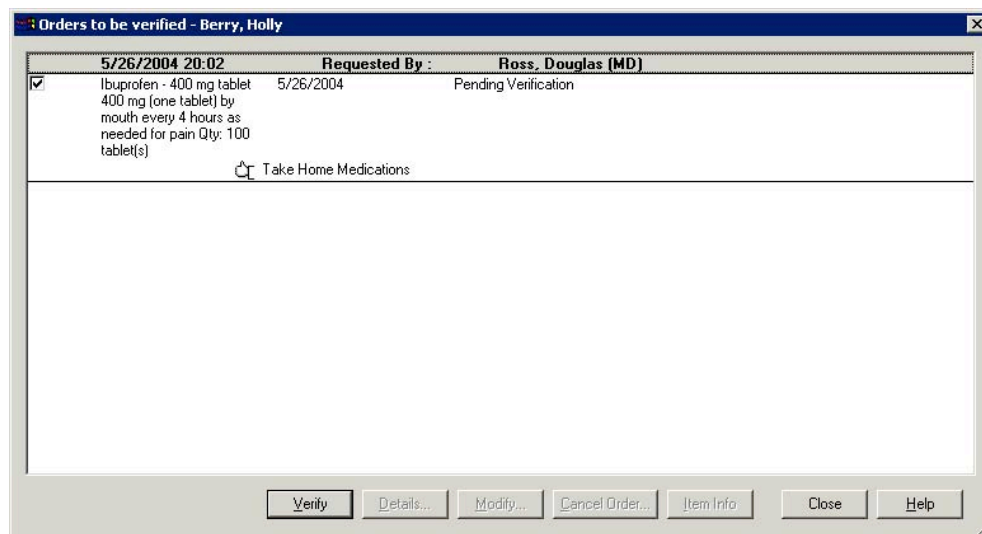 Orders to be verified - Berry, Holly
5/26/2004 20:02 Requested By : Ross, Douglas (MD)
Ibuprofen - 400 mg tablet 5/26/2004 Pending Verification
400 mg (one tablet) by
mouth every 4 hours as
needed for pain Qty: 100
tablet(s)
Take Home Medications
Verify Details... Modify... Cancel Order... Item Info Close Help